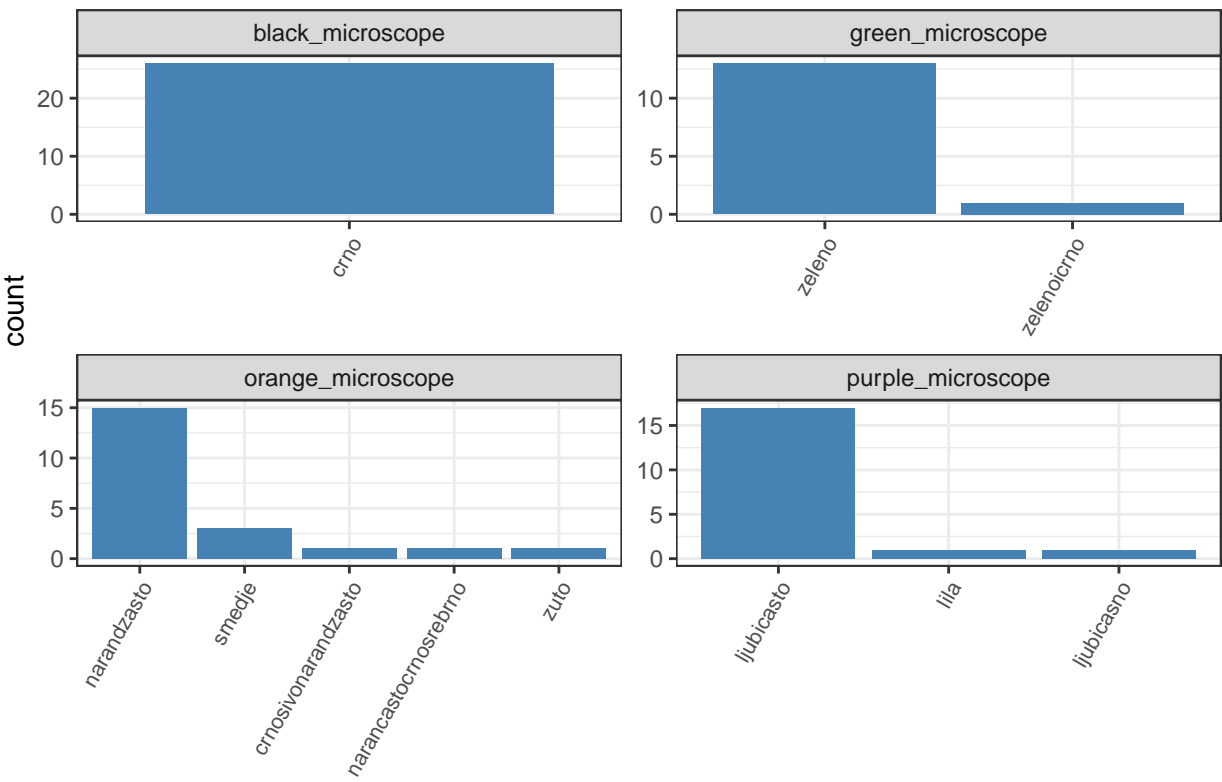 black_microscope
green_microscope
20
10
0
10
5
0
crno
zeleno
zelenoicrno
count
orange_microscope
purple_microscope
15
10
5
0
15
10
5
0
narandzasto
smedje
crnosivonarandzasto
narancastocrnosrebrno
zuto
ljubicasto
lila
ljubicasno